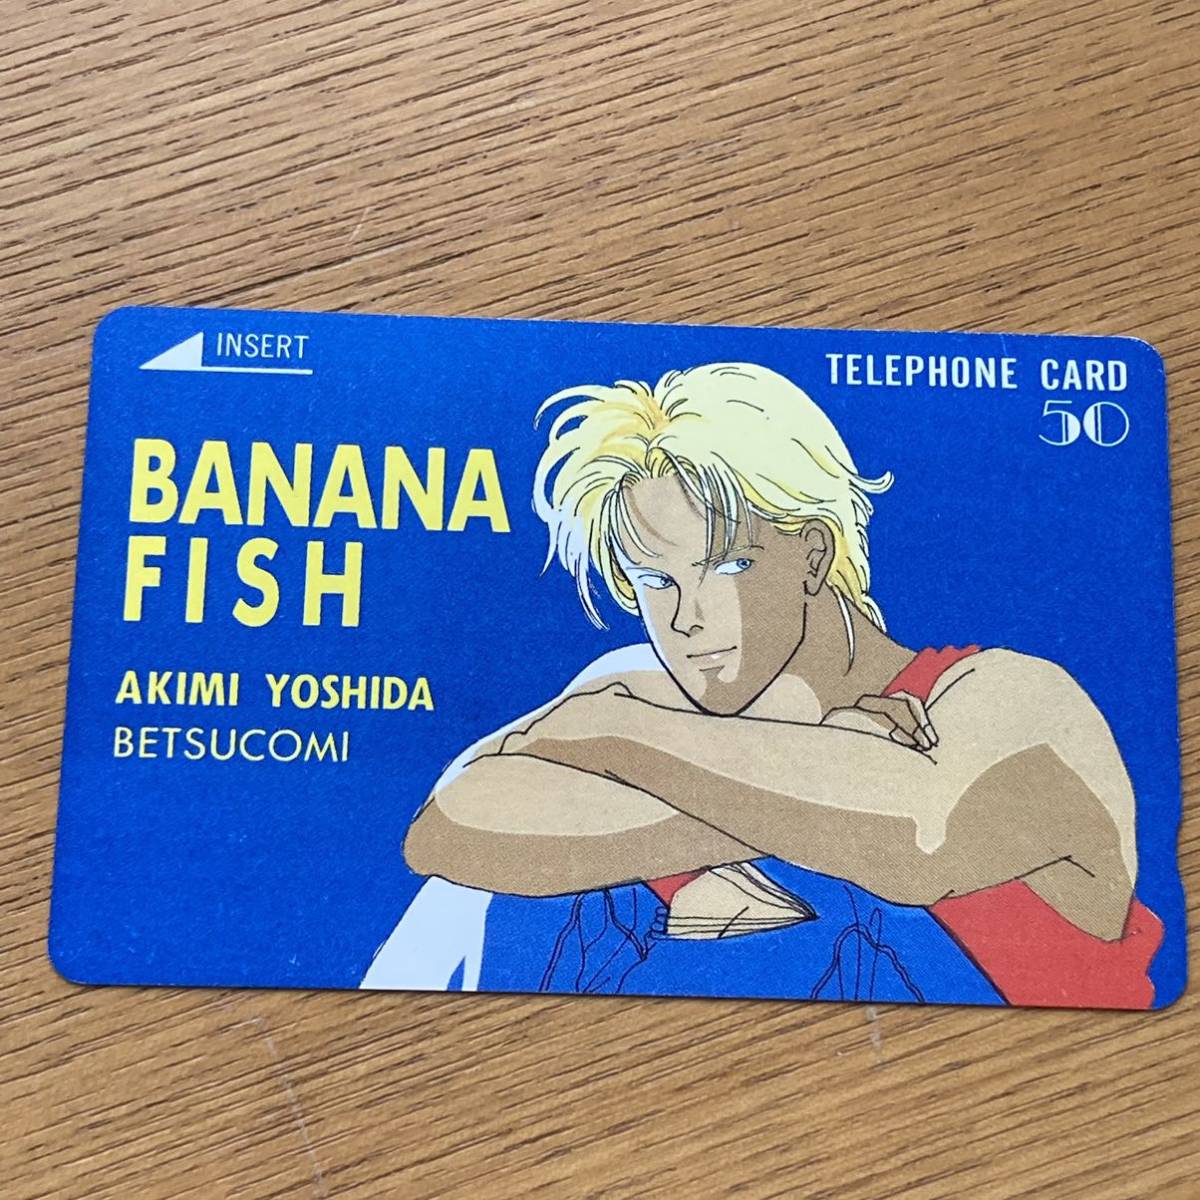 INSERT
TELEPHONE CARD
50
BANANA
FISH
AKIMI YOSHIDA
BETSUCOMI